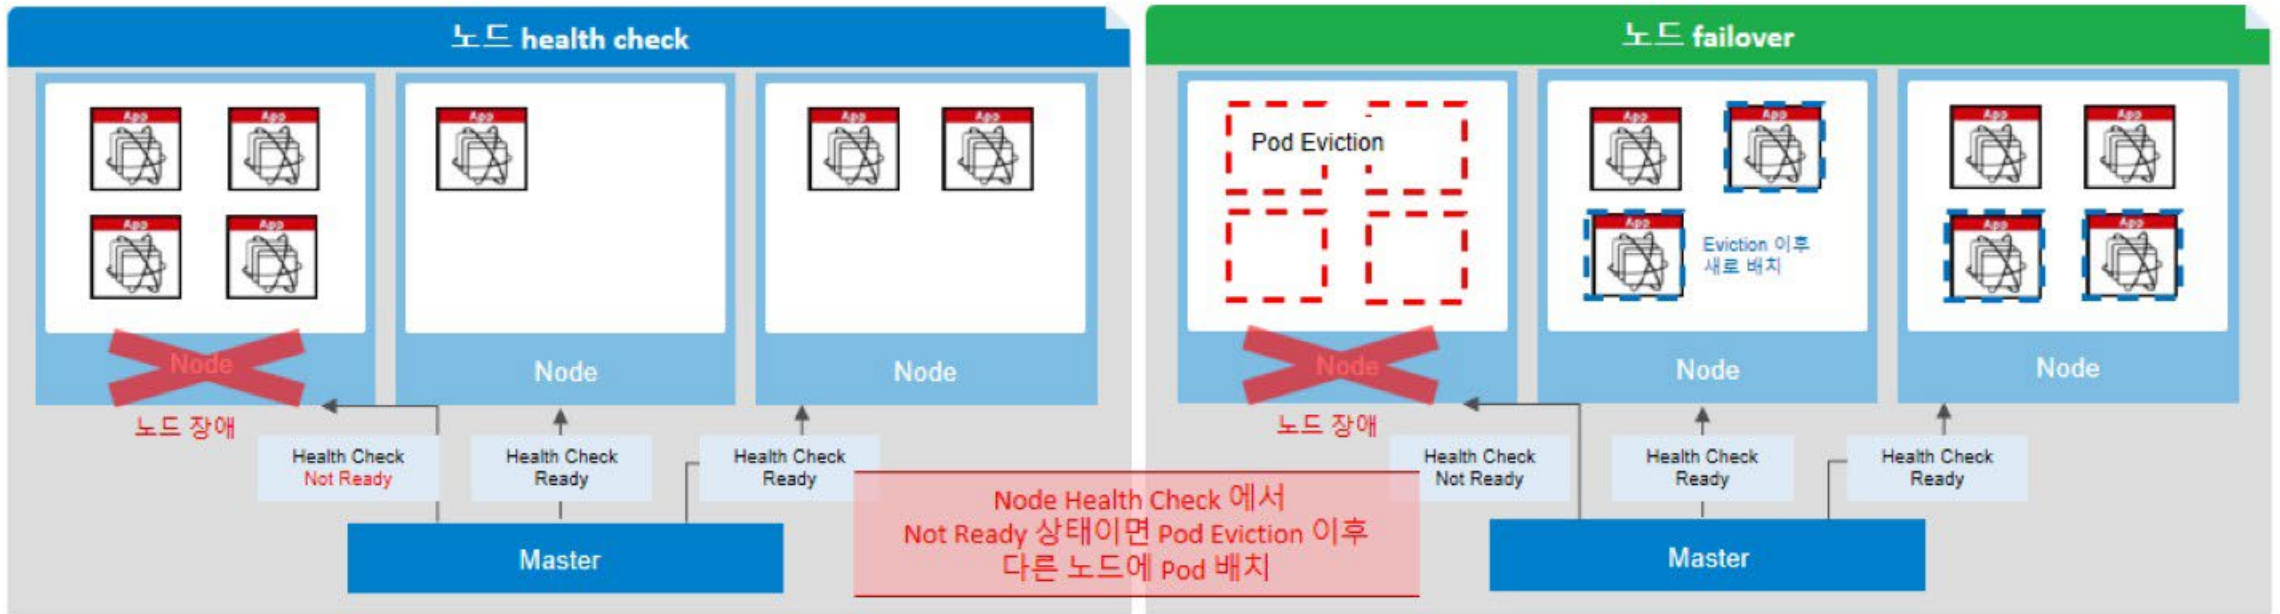 노드 health check
App
App
App
App
App
App
App
Node
Node
Node
노드 장애
Health Check
Not Ready
Health Check
Ready
Health Check
Ready
Master
Node Health Check 에서
Not Ready 상태이면 Pod Eviction 이후
다른 노드에 Pod 배치
노드 failover
Pod Eviction
App
App
App
App
App
Eviction 이후
새로 배치
App
App
Node
Node
Node
노드 장애
Health Check
Not Ready
Health Check
Ready
Health Check
Ready
Master